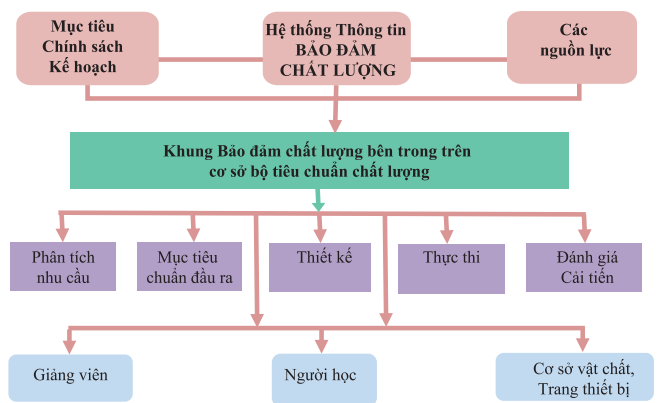 Mục tiêu
Chính sách
Kế hoạch
Hệ thống Thông tin
BẢO ĐẢM
CHẤT LƯỢNG
Các
nguồn lực
Khung Bảo đảm chất lượng bên trong trên
cơ sở bộ tiêu chuẩn chất lượng
Phân tích
nhu cầu
Mục tiêu
chuẩn đầu ra
Thiết kế
Thực thi
Đánh giá
Cải tiến
Giảng viên
Người học
Cơ sở vật chất,
Trang thiết bị